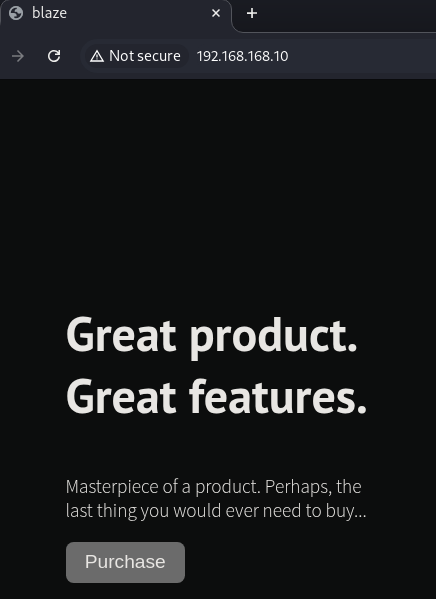 blaze
Not secure 192.168.168.10
Great product.
Great features.
Masterpiece of a product. Perhaps, the
last thing you would ever need to buy...
Purchase